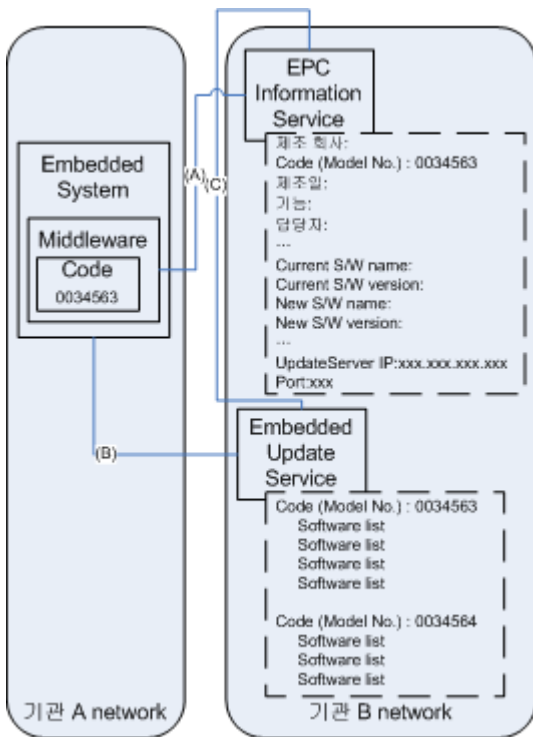 Embedded
System
Middleware
Code
0034563
(A)
(C)
(B)
기관 A network
EPC
Information
Service
제조 회사:
Code (Model No.) : 0034563
제조일:
기능:
담당자:
...
Current S/W name:
Current S/W version:
New S/W name:
New S/W version:
...
UpdateServer IP:xxx.xxx.xxx.xxx
Port:xxx
Embedded
Update
Service
Code (Model No.) : 0034563
Software list
Software list
Software list
Software list
Code (Model No.) : 0034564
Software list
Software list
Software list
기관 B network